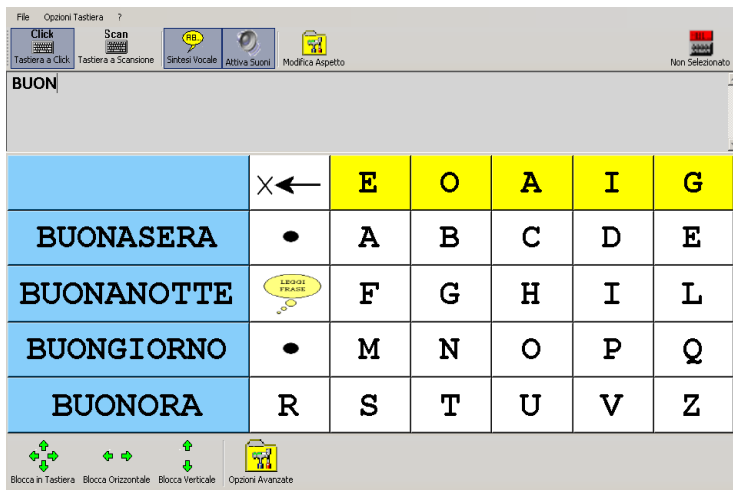 File Opzioni Tastiera ?
Click Scan
Tastiera a Click Tastiera a Scansione Sintesi Vocale Attiva Suoni Modifica Aspetto Non Selezionato
BUON
X E O A I G
BUONASERA A B C D E
BUONANOTTE LEGGI FRASE F G H I L
BUONGIORNO M N O P Q
BUONORA R S T U V Z
Blocca in Tastiera Blocca Orizzontale Blocca Verticale Opzioni Avanzate